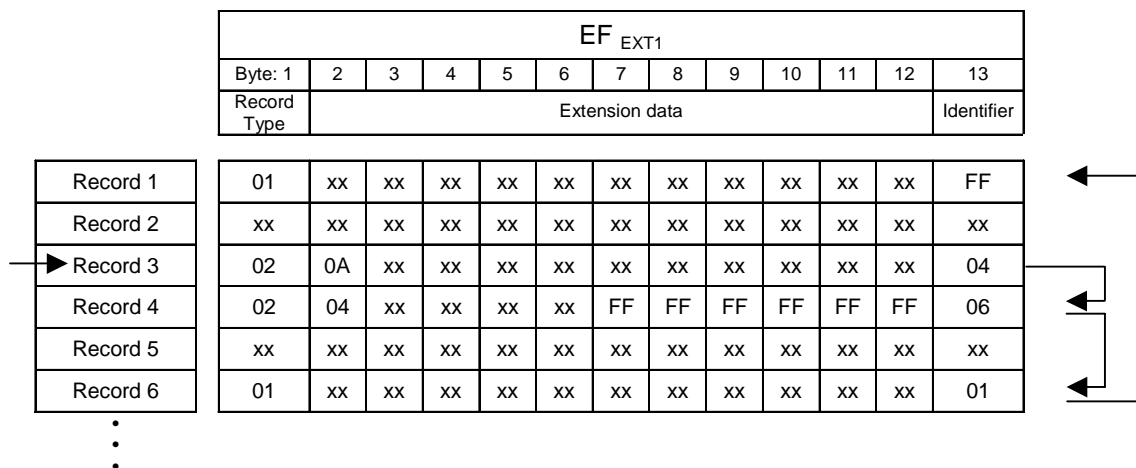 EF EXT1
Byte: 1 2 3 4 5 6 7 8 9 10 11 12 13
Record Type Extension data Identifier
Record 1 01 xx xx xx xx xx xx xx xx xx xx xx FF
Record 2 xx xx xx xx xx xx xx xx xx xx xx xx xx
Record 3 02 0A xx xx xx xx xx xx xx xx xx xx 04
Record 4 02 04 xx xx xx xx FF FF FF FF FF FF 06
Record 5 xx xx xx xx xx xx xx xx xx xx xx xx xx
Record 6 01 xx xx xx xx xx xx xx xx xx xx xx 01